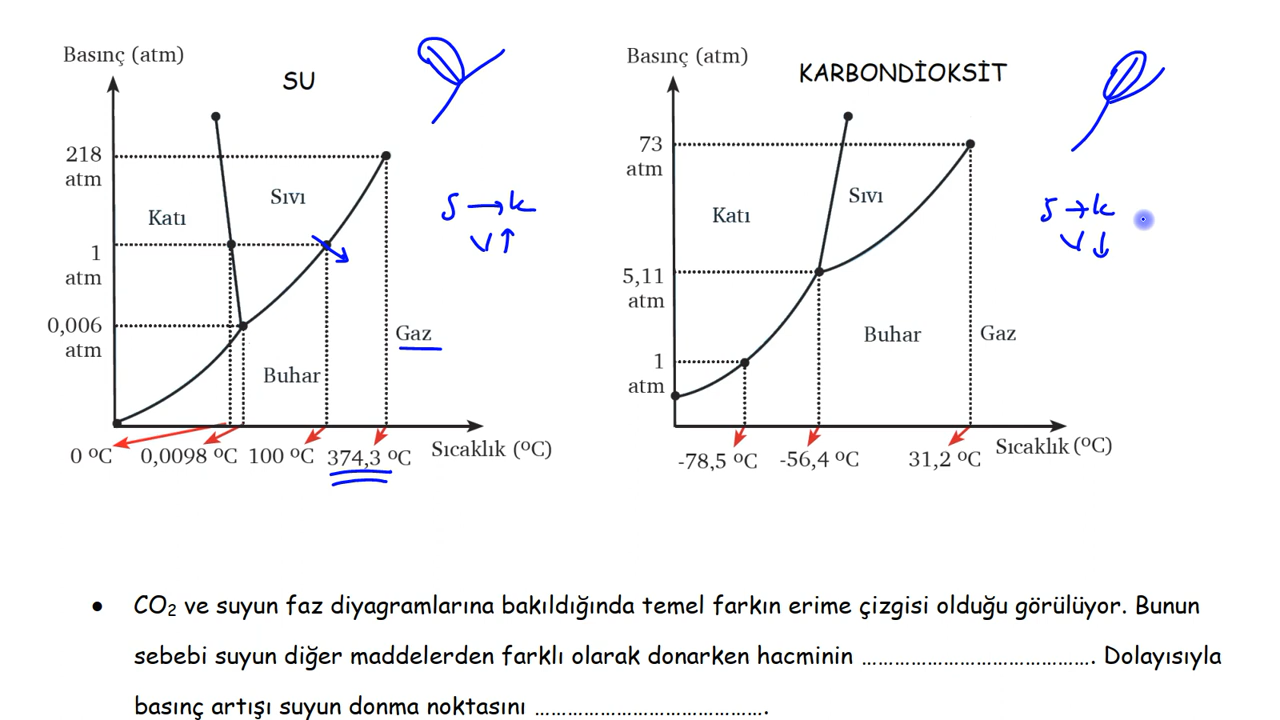 Basınç (atm)
SU
218
atm
Sıvı
Katı
1
atm
0,006
atm
Gaz
Buhar
0 ºC
0,0098 ºC
100 ºC
374,3 ºC
Sıcaklık (ºC)
S → k
V ↑
Basınç (atm)
KARBONDİOKSİT
73
atm
Sıvı
Katı
5,11
atm
Buhar
Gaz
1
atm
-78,5 ºC
-56,4 ºC
31,2 ºC
Sıcaklık (ºC)
S → k
V ↓
• CO₂ ve suyun faz diyagramlarına bakıldığında temel farkın erime çizgisi olduğu görülüyor. Bunun
sebebi suyun diğer maddelerden farklı olarak donarken hacminin ………………………………………. Dolayısıyla
basınç artışı suyun donma noktasını ……………………………………….